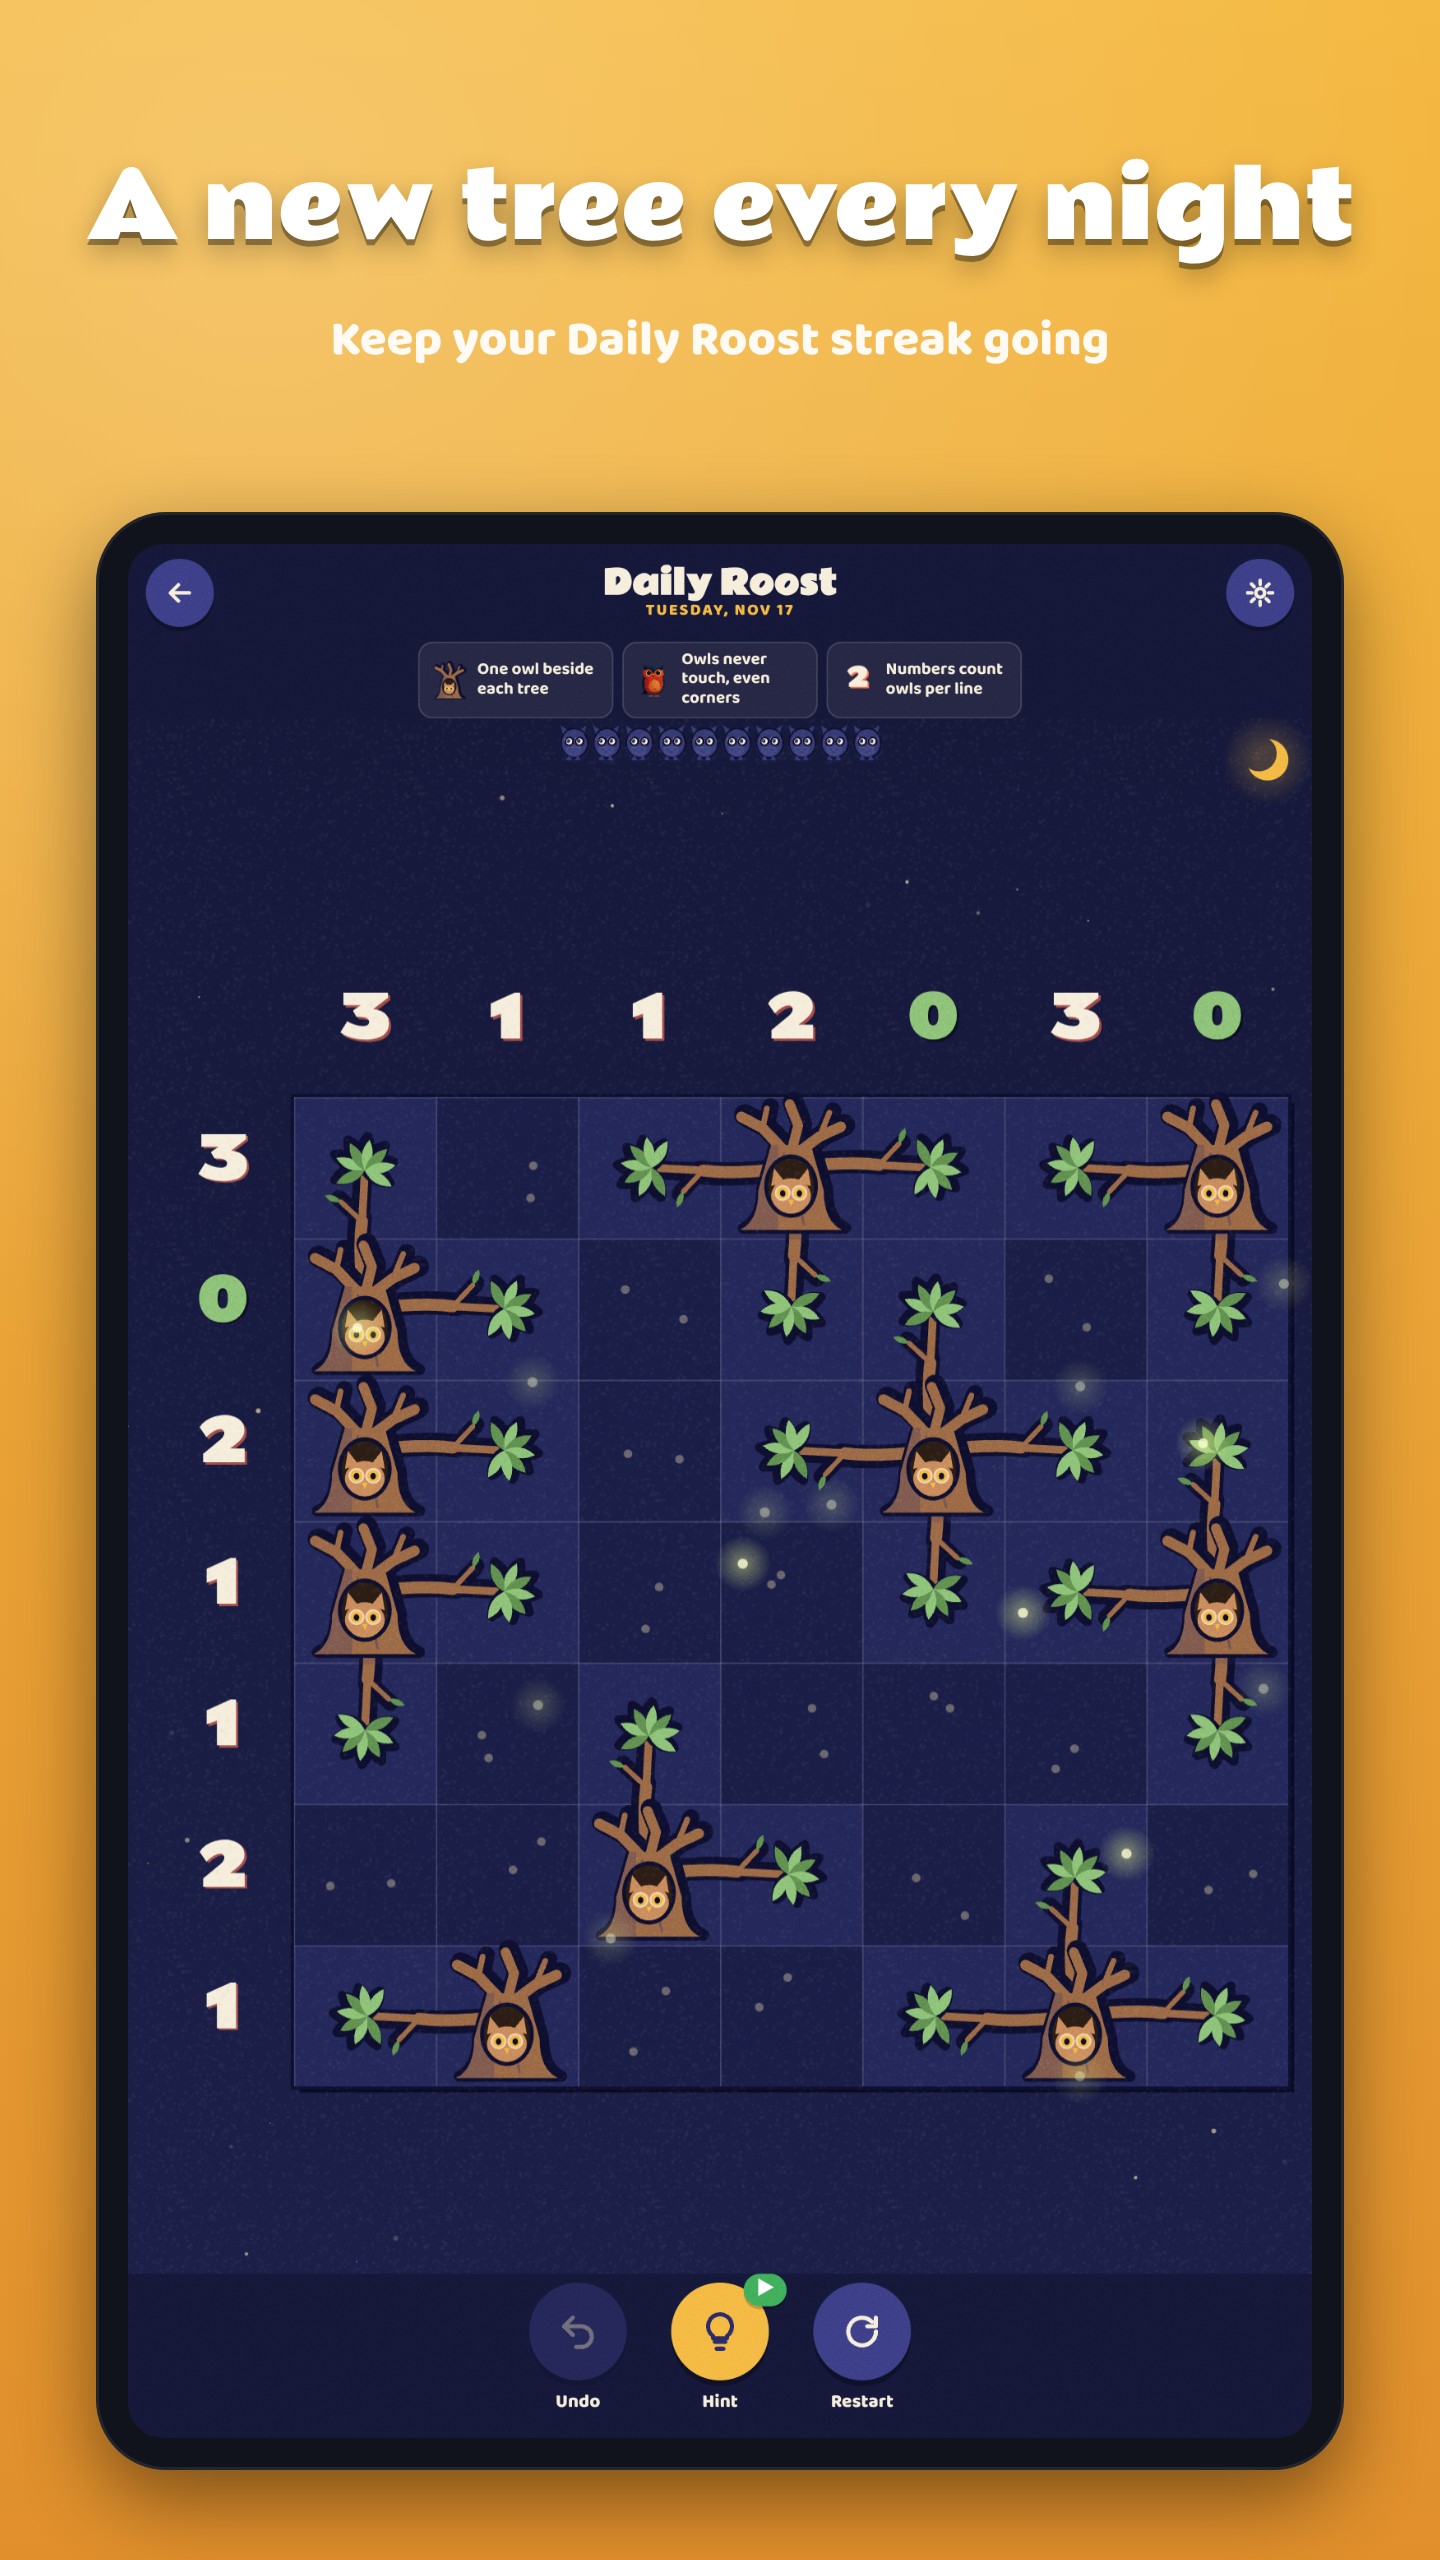 A new tree every night
Keep your Daily Roost streak going
Daily Roost
TUESDAY, NOV 17
One owl beside
each tree
Owls never
touch, even
corners
2
Numbers count
owls per line
3 1 1 2 0 3 0
3
0
2
1
1
2
1
Undo
Hint
Restart